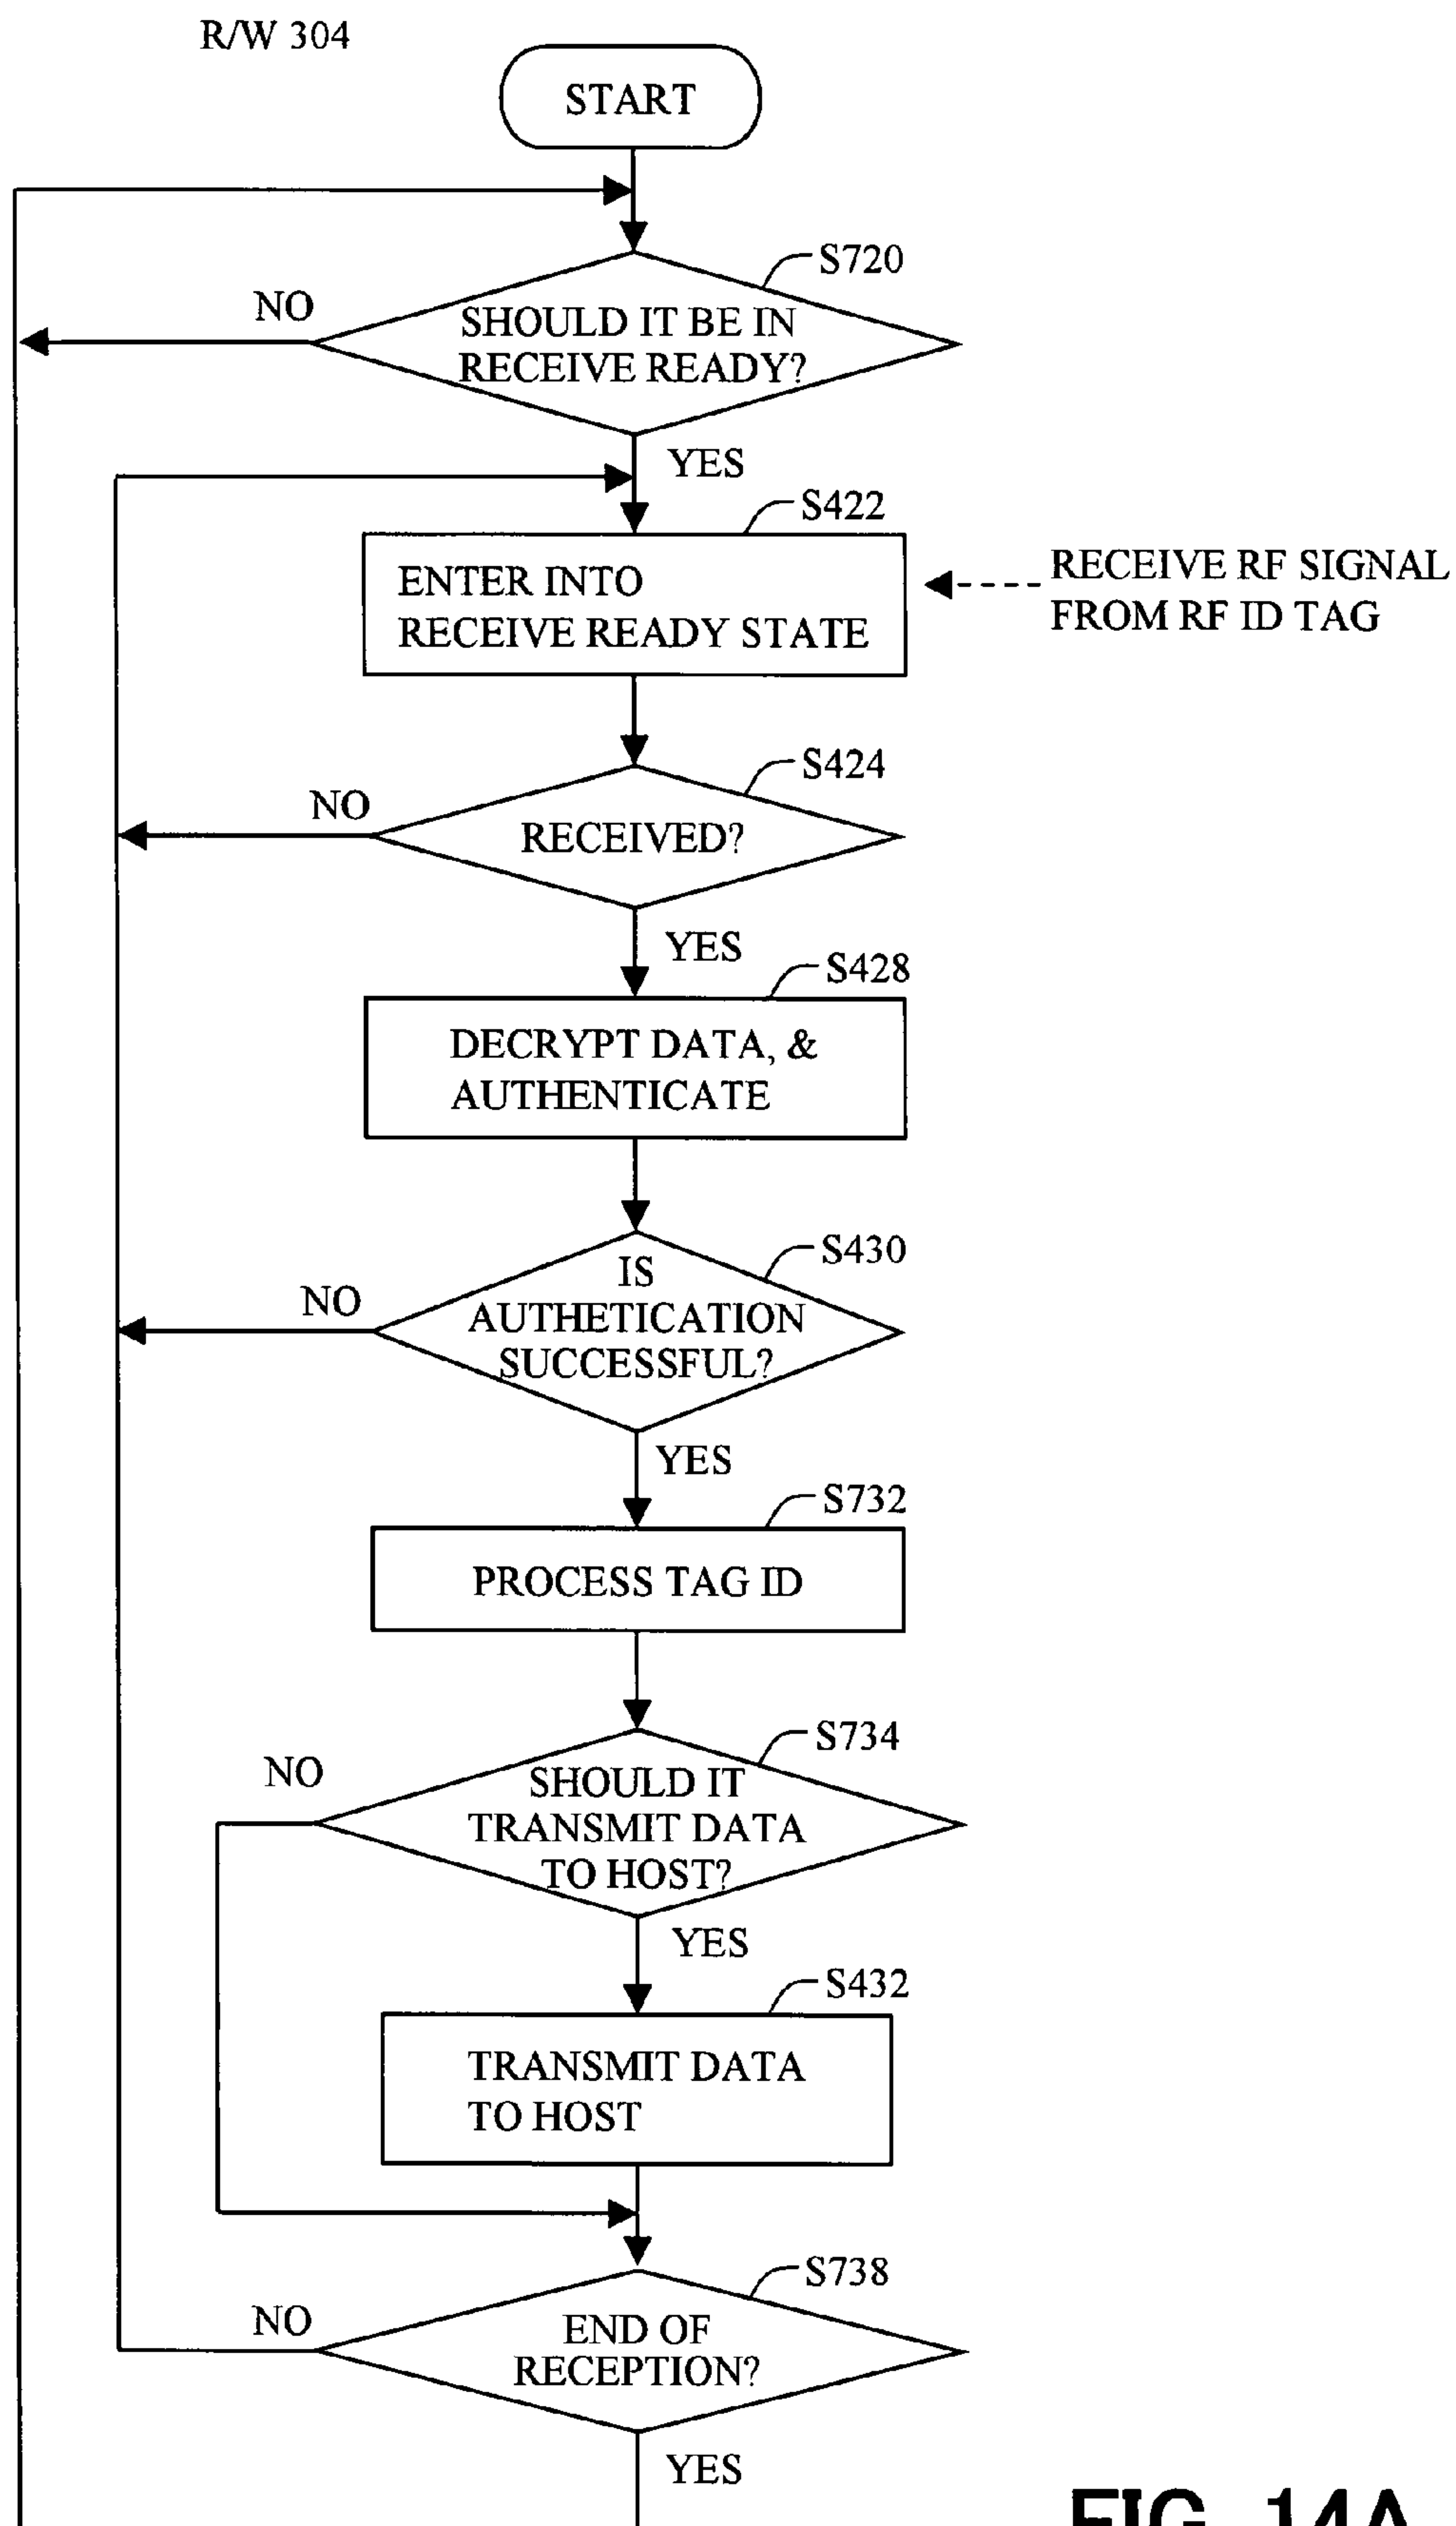 R/W 304
START
S720
NO
SHOULD IT BE IN
RECEIVE READY?
YES
S422
ENTER INTO
RECEIVE READY STATE
RECEIVE RF SIGNAL
FROM RF ID TAG
S424
NO
RECEIVED?
YES
S428
DECRYPT DATA, &
AUTHENTICATE
S430
NO
IS
AUTHETICATION
SUCCESSFUL?
YES
S732
PROCESS TAG ID
S734
NO
SHOULD IT
TRANSMIT DATA
TO HOST?
YES
S432
TRANSMIT DATA
TO HOST
S738
NO
END OF
RECEPTION?
YES
FIG. 14A